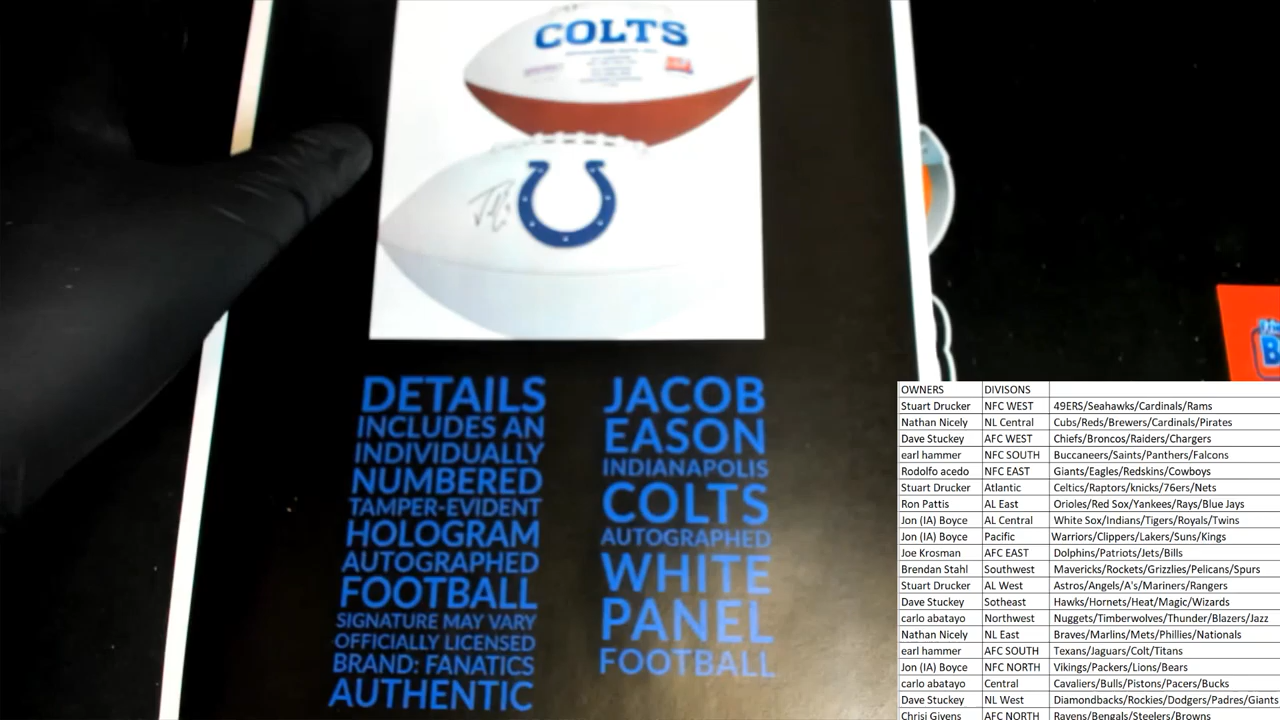 COLTS
DETAILS
INCLUDES AN
INDIVIDUALLY
NUMBERED
TAMPER-EVIDENT
HOLOGRAM
AUTOGRAPHED
FOOTBALL
SIGNATURE MAY VARY
OFFICIALLY LICENSED
BRAND: FANATICS
AUTHENTIC
JACOB
EASON
INDIANAPOLIS
COLTS
AUTOGRAPHED
WHITE
PANEL
FOOTBALL
OWNERS DIVISONS
Stuart Drucker NFC WEST 49ERS/Seahawks/Cardinals/Rams
Nathan Nicely NL Central Cubs/Reds/Brewers/Cardinals/Pirates
Dave Stuckey AFC WEST Chiefs/Broncos/Raiders/Chargers
earl hammer NFC SOUTH Buccaneers/Saints/Panthers/Falcons
Rodolfo acedo NFC EAST Giants/Eagles/Redskins/Cowboys
Stuart Drucker Atlantic Celtics/Raptors/knicks/76ers/Nets
Ron Pattis AL East Orioles/Red Sox/Yankees/Rays/Blue Jays
Jon (IA) Boyce AL Central White Sox/Indians/Tigers/Royals/Twins
Jon (IA) Boyce Pacific Warriors/Clippers/Lakers/Suns/Kings
Joe Krosman AFC EAST Dolphins/Patriots/Jets/Bills
Brendan Stahl Southwest Mavericks/Rockets/Grizzlies/Pelicans/Spurs
Stuart Drucker AL West Astros/Angels/A's/Mariners/Rangers
Dave Stuckey Sotheast Hawks/Hornets/Heat/Magic/Wizards
carlo abatayo Northwest Nuggets/Timberwolves/Thunder/Blazers/Jazz
Nathan Nicely NL East Braves/Marlins/Mets/Phillies/Nationals
earl hammer AFC SOUTH Texans/Jaguars/Colt/Titans
Jon (IA) Boyce NFC NORTH Vikings/Packers/Lions/Bears
carlo abatayo Central Cavaliers/Bulls/Pistons/Pacers/Bucks
Dave Stuckey NL West Diamondbacks/Rockies/Dodgers/Padres/Giants
Chrisi Givens AFC NORTH Ravens/Bengals/Steelers/Browns